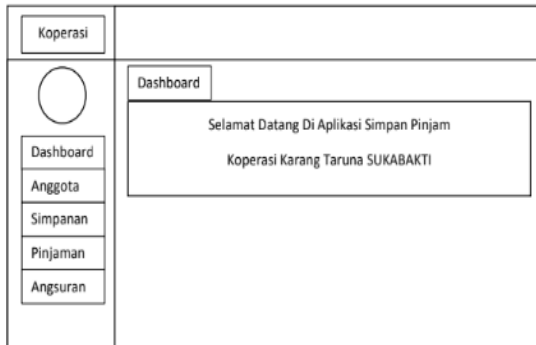 Koperasi
Dashboard
Selamat Datang Di Aplikasi Simpan Pinjam
Koperasi Karang Taruna SUKABAKTI
Dashboard
Anggota
Simpanan
Pinjaman
Angsuran